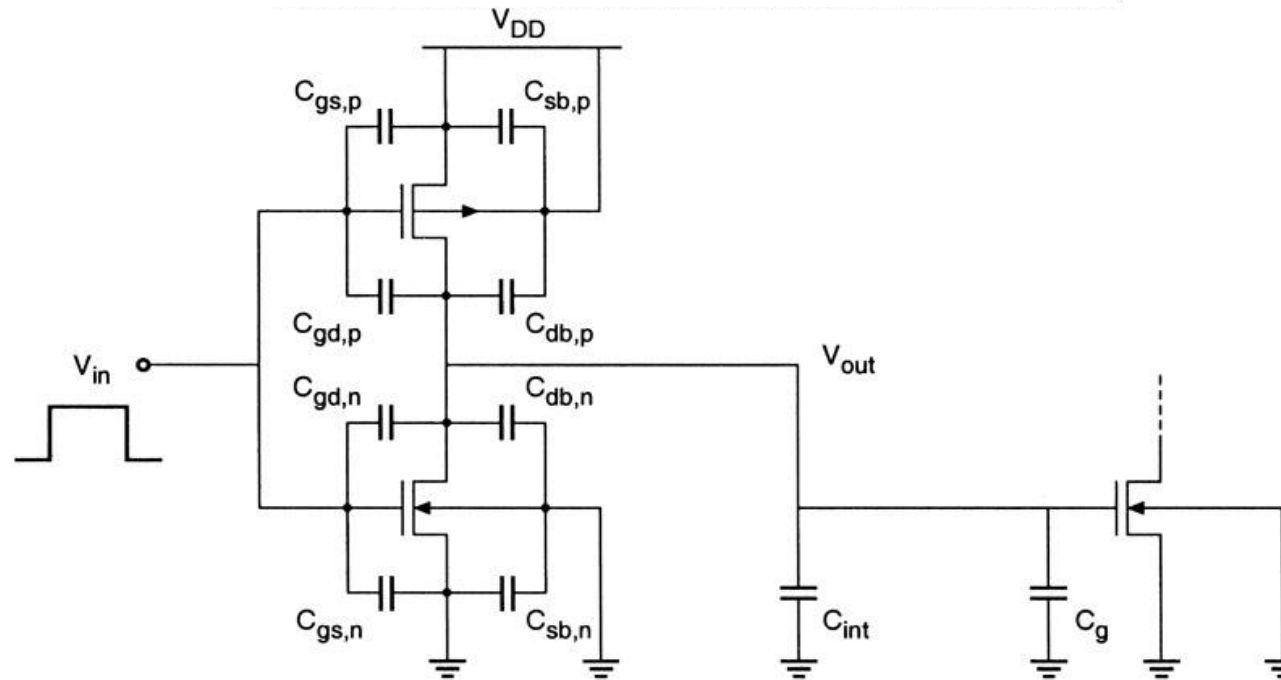 V_DD
C_gs,p
C_sb,p
C_gd,p
C_db,p
V_in
V_out
C_gd,n
C_db,n
C_gs,n
C_sb,n
C_int
C_g